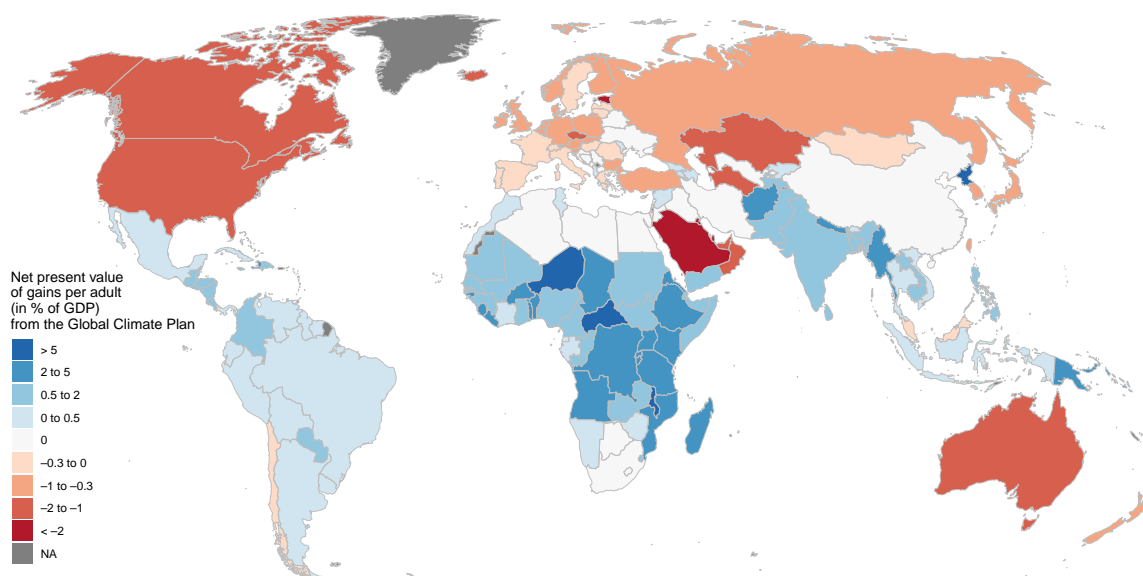 Net present value
of gains per adult
(in % of GDP)
from the Global Climate Plan
> 5
2 to 5
0.5 to 2
0 to 0.5
0
−0.3 to 0
−1 to −0.3
−2 to −1
< −2
NA